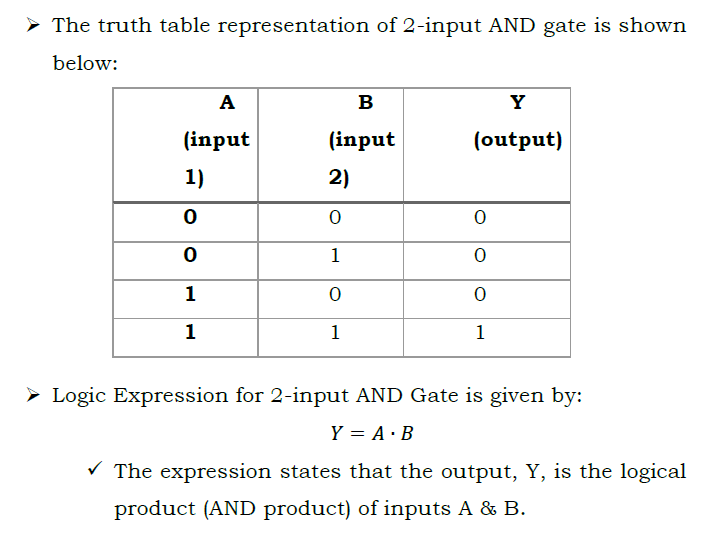 ➢ The truth table representation of 2-input AND gate is shown
below:
A B Y
(input (input (output)
1) 2)
0 0 0
0 1 0
1 0 0
1 1 1
➢ Logic Expression for 2-input AND Gate is given by:
Y = A · B
✓ The expression states that the output, Y, is the logical
product (AND product) of inputs A & B.